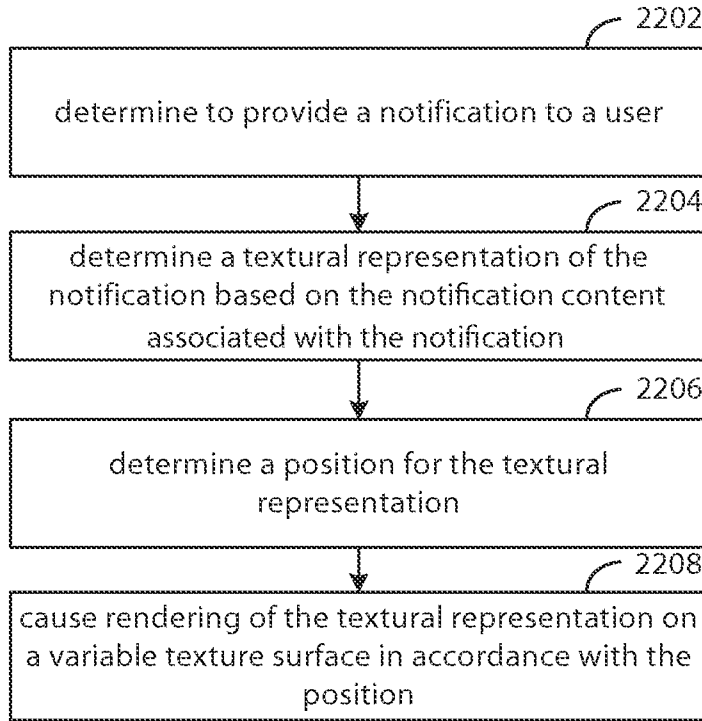 2202
determine to provide a notification to a user
2204
determine a textural representation of the
notification based on the notification content
associated with the notification
2206
determine a position for the textural
representation
2208
cause rendering of the textural representation on
a variable texture surface in accordance with the
position